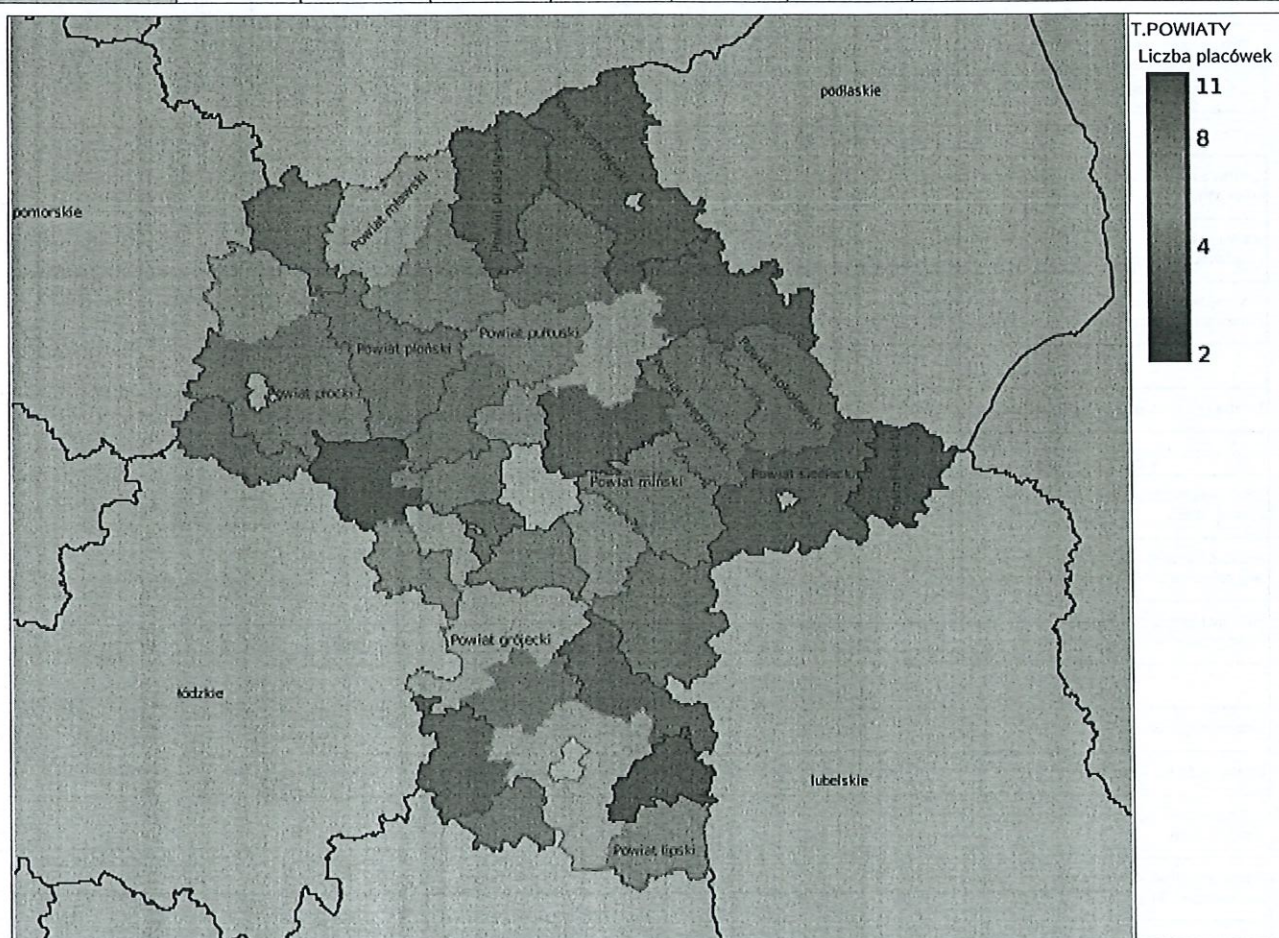 T.POWIATY
Liczba placówek
11
8
4
2
podlaskie
pomorskie
Powiat mławski
Powiat pułtuski
Powiat płoński
Powiat płocki
Powiat sokołowski
Powiat węgrowski
Powiat siedlecki
Powiat miński
Powiat grójecki
łódzkie
lubelskie
Powiat lipski